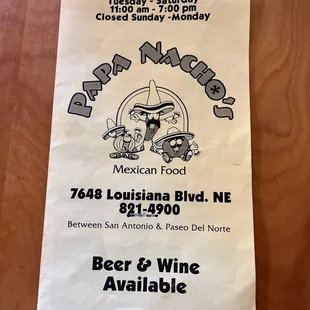 Tuesday - Saturday
11:00 am - 7:00 pm
Closed Sunday -Monday
PAPA NACHO'S
Mexican Food
7648 Louisiana Blvd. NE
821-4900
Between San Antonio & Paseo Del Norte
Beer & Wine
Available